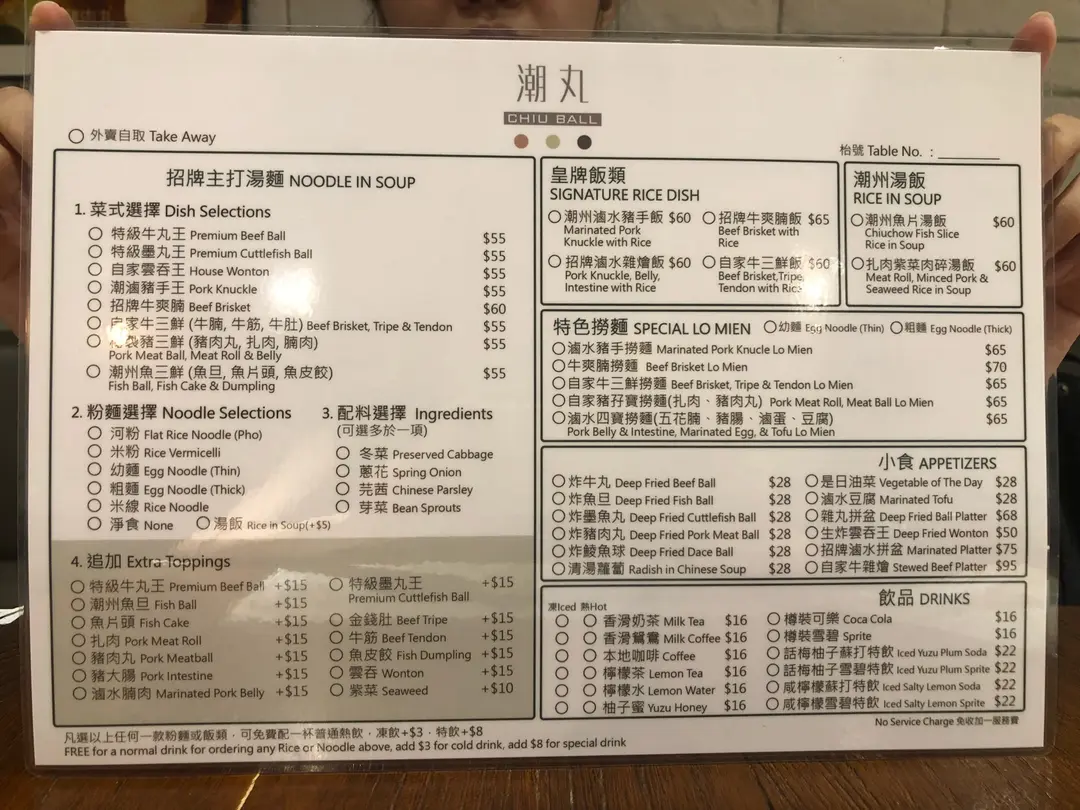 潮丸
CHIU BALL
外賣自取 Take Away
枱號 Table No. : ________
招牌主打湯麵 NOODLE IN SOUP
1. 菜式選擇 Dish Selections
特級牛丸王 Premium Beef Ball $55
特級墨丸王 Premium Cuttlefish Ball $55
自家雲吞王 House Wonton $55
潮滷豬手王 Pork Knuckle $55
招牌牛爽腩 Beef Brisket $60
自家牛三鮮 (牛腩, 牛筋, 牛肚) Beef Brisket, Tripe & Tendon $55
豬三鮮 (豬肉丸, 扎肉, 腩肉) $55
Pork Meat Ball, Meat Roll & Belly
潮州魚三鮮 (魚旦, 魚片頭, 魚皮餃) $55
Fish Ball, Fish Cake & Dumpling
2. 粉麵選擇 Noodle Selections
河粉 Flat Rice Noodle (Pho)
米粉 Rice Vermicelli
幼麵 Egg Noodle (Thin)
粗麵 Egg Noodle (Thick)
米線 Rice Noodle
淨食 None 湯飯 Rice in Soup(+$5)
3. 配料選擇 Ingredients
(可選多於一項)
冬菜 Preserved Cabbage
蔥花 Spring Onion
芫茜 Chinese Parsley
芽菜 Bean Sprouts
4. 追加 Extra Toppings
特級牛丸王 Premium Beef Ball +$15
潮州魚旦 Fish Ball +$15
魚片頭 Fish Cake +$15
扎肉 Pork Meat Roll +$15
豬肉丸 Pork Meatball +$15
豬大腸 Pork Intestine +$15
滷水腩肉 Marinated Pork Belly +$15
特級墨丸王 +$15
Premium Cuttlefish Ball
金錢肚 Beef Tripe +$15
牛筋 Beef Tendon +$15
魚皮餃 Fish Dumpling +$15
雲吞 Wonton +$15
紫菜 Seaweed +$10
皇牌飯類
SIGNATURE RICE DISH
潮州滷水豬手飯 $60
Marinated Pork
Knuckle with Rice
招牌牛爽腩飯 $65
Beef Brisket with
Rice
招牌滷水雜燴飯 $60
Pork Knuckle, Belly,
Intestine with Rice
自家牛三鮮飯 $60
Beef Brisket,Tripe,
Tendon with Rice
潮州湯飯
RICE IN SOUP
潮州魚片湯飯 $60
Chiuchow Fish Slice
Rice in Soup
扎肉紫菜肉碎湯飯 $60
Meat Roll, Minced Pork &
Seaweed Rice in Soup
特色撈麵 SPECIAL LO MIEN 幼麵 Egg Noodle (Thin) 粗麵 Egg Noodle (Thick)
滷水豬手撈麵 Marinated Pork Knucle Lo Mien $65
牛爽腩撈麵 Beef Brisket Lo Mien $70
自家牛三鮮撈麵 Beef Brisket, Tripe & Tendon Lo Mien $65
自家豬孖寶撈麵 (扎肉、豬肉丸) Pork Meat Roll, Meat Ball Lo Mien $65
滷水四寶撈麵(五花腩、豬腸、滷蛋、豆腐) $65
Pork Belly & Intestine, Marinated Egg, & Tofu Lo Mien
小食 APPETIZERS
炸牛丸 Deep Fried Beef Ball $28
炸魚旦 Deep Fried Fish Ball $28
炸墨魚丸 Deep Fried Cuttlefish Ball $28
炸豬肉丸 Deep Fried Pork Meat Ball $28
炸鯪魚球 Deep Fried Dace Ball $28
清湯蘿蔔 Radish in Chinese Soup $28
是日油菜 Vegetable of The Day $28
滷水豆腐 Marinated Tofu $28
雜丸拼盆 Deep Fried Ball Platter $68
生炸雲吞王 Deep Fried Wonton $50
招牌滷水拼盆 Marinated Platter $75
自家牛雜燴 Stewed Beef Platter $95
飲品 DRINKS
凍Iced 熱Hot
香滑奶茶 Milk Tea $16
香滑鴛鴦 Milk Coffee $16
本地咖啡 Coffee $16
檸檬茶 Lemon Tea $16
檸檬水 Lemon Water $16
柚子蜜 Yuzu Honey $16
樽裝可樂 Coca Cola $16
樽裝雪碧 Sprite $16
話梅柚子蘇打特飲 Iced Yuzu Plum Soda $22
話梅柚子雪碧特飲 Iced Yuzu Plum Sprite $22
咸檸檬蘇打特飲 Iced Salty Lemon Soda $22
咸檸檬雪碧特飲 Iced Salty Lemon Sprite $22
No Service Charge 免收加一服務費
凡選以上任何一款粉麵或飯類，可免費配一杯普通熱飲，凍飲+$3，特飲+$8
FREE for a normal drink for ordering any Rice or Noodle above, add $3 for cold drink, add $8 for special drink